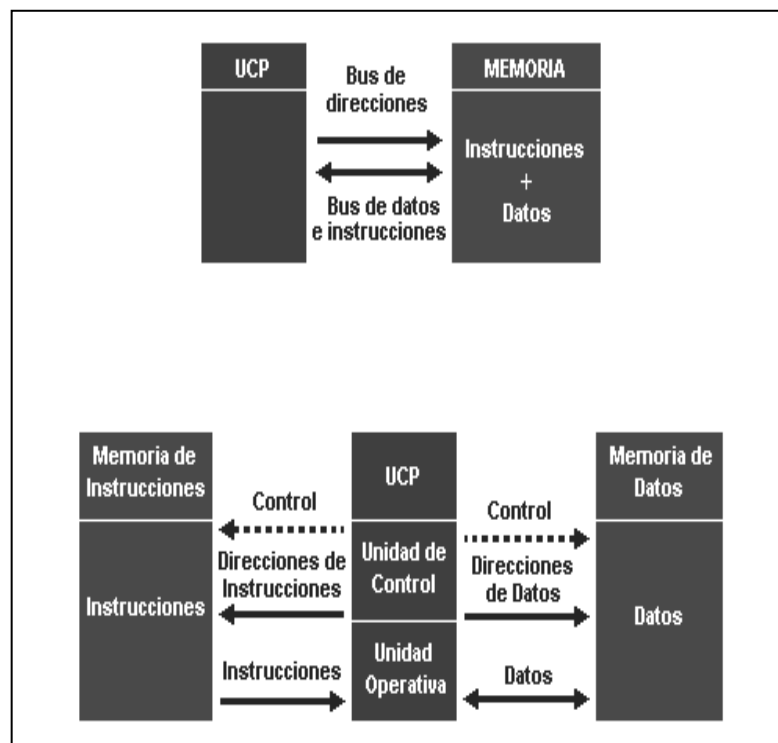 UCP
Bus de
direcciones
Bus de datos
e instrucciones
MEMORIA
Instrucciones
+
Datos
Memoria de
Instrucciones
Instrucciones
Control
Direcciones de
Instrucciones
Instrucciones
UCP
Unidad de
Control
Unidad
Operativa
Control
Direcciones
de Datos
Datos
Memoria de
Datos
Datos